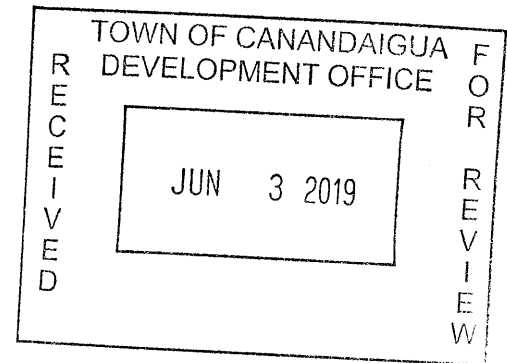 TOWN OF CANANDAIGUA
DEVELOPMENT OFFICE
RECEIVED
JUN 3 2019
FOR REVIEW